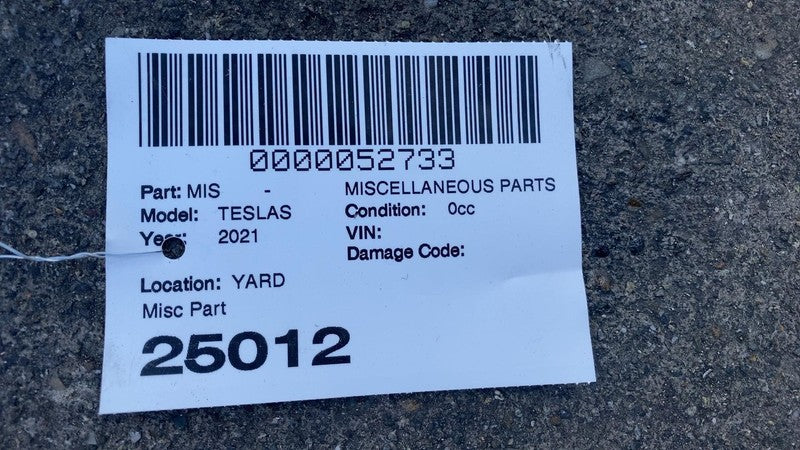 0000052733
Part: MIS - MISCELLANEOUS PARTS
Model: TESLAS Condition: 0cc
Year: 2021 VIN:
Damage Code:
Location: YARD
Misc Part
25012